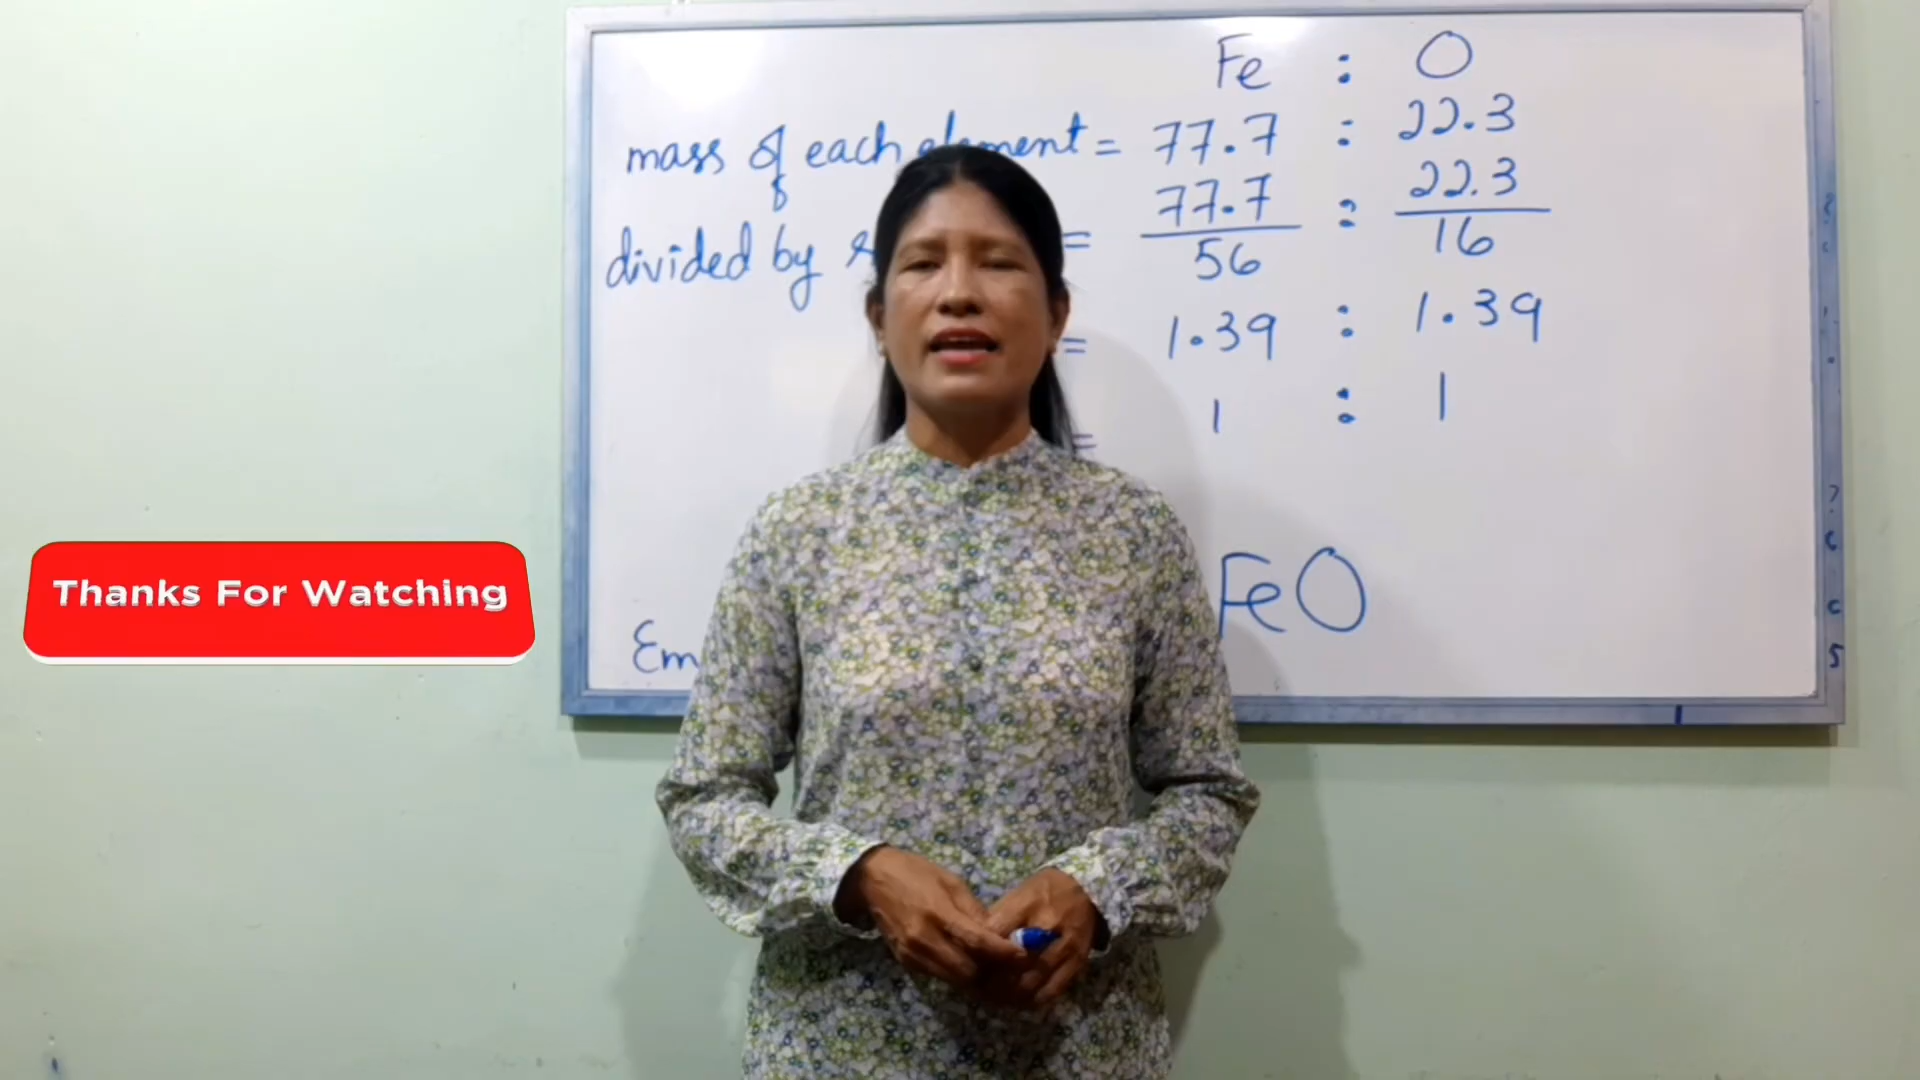 Fe : O
mass of each element = 77.7 : 22.3
77.7 : 22.3
divided by = 56 16
= 1.39 : 1.39
= 1 : 1
FeO
Em
Thanks For Watching